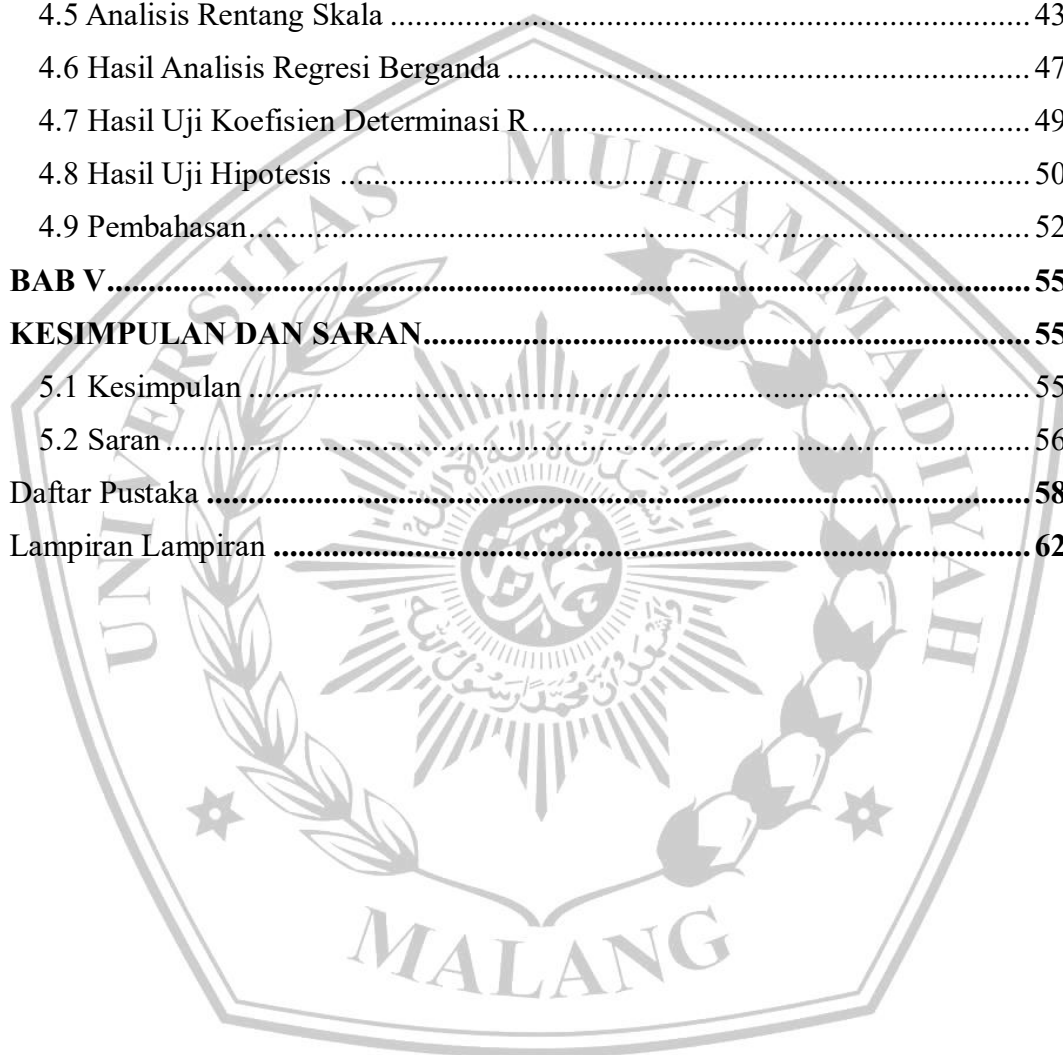 4.5 Analisis Rentang Skala ........................................ 43
4.6 Hasil Analisis Regresi Berganda ........................................ 47
4.7 Hasil Uji Koefisien Determinasi R ........................................ 49
4.8 Hasil Uji Hipotesis ........................................ 50
4.9 Pembahasan ........................................ 52
BAB V ........................................ 55
KESIMPULAN DAN SARAN ........................................ 55
5.1 Kesimpulan ........................................ 55
5.2 Saran ........................................ 56
Daftar Pustaka ........................................ 58
Lampiran Lampiran ........................................ 62
UNIVERSITAS MUHAMMADIYAH
MALANG